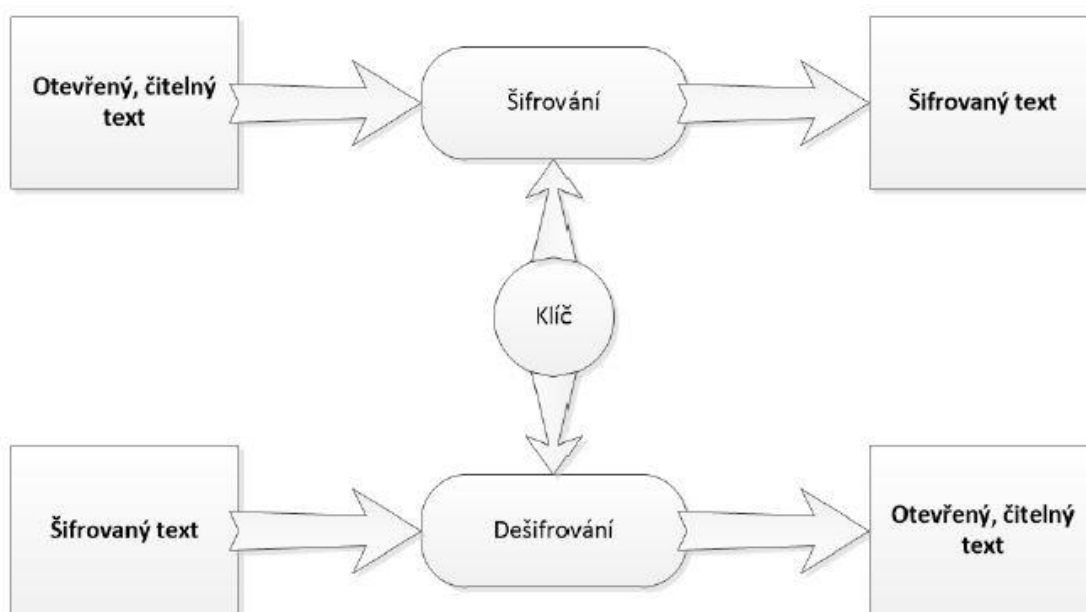 Otevřený, čitelný
text
Šifrování
Šifrovaný text
Klíč
Šifrovaný text
Dešifrování
Otevřený, čitelný
text